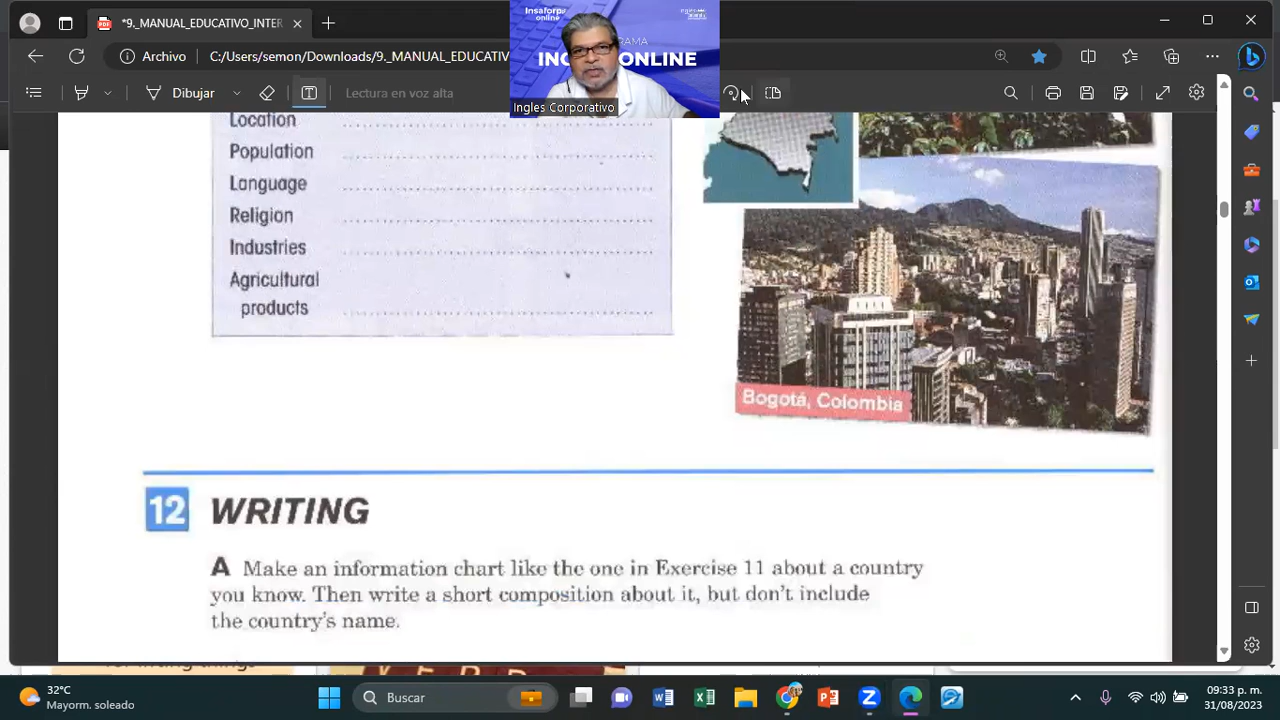 *9._MANUAL_EDUCATIVO_INTER
Archivo
C:/Users/semon/Downloads/9._MANUAL_EDUCATIVO
Dibujar
Lectura en voz alta
Insaforp
online
Ingles Corporativo
Location
Population
Language
Religion
Industries
Agricultural
products
Bogotá, Colombia
12 WRITING
A Make an information chart like the one in Exercise 11 about a country
you know. Then write a short composition about it, but don't include
the country's name.
32°C
Mayorm. soleado
Buscar
09:33 p. m.
31/08/2023